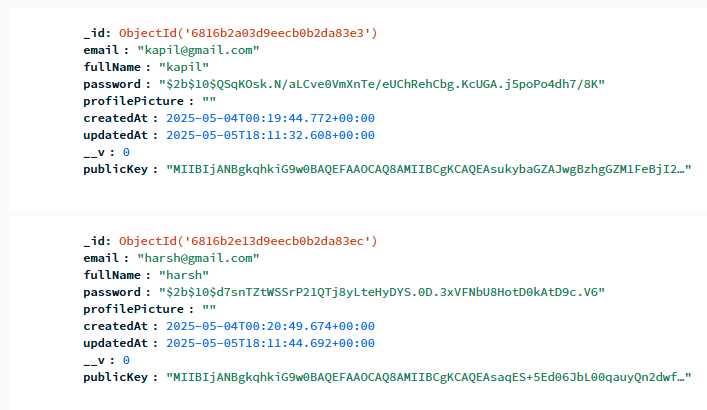 _id: ObjectId('6816b2a03d9eecb0b2da83e3')
email : "kapil@gmail.com"
fullName : "kapil"
password : "$2b$10$QSqKOsk.N/aLCve0VmXnTe/eUChRehCbg.KcUGA.j5poPo4dh7/8K"
profilePicture : ""
createdAt : 2025-05-04T00:19:44.772+00:00
updatedAt : 2025-05-05T18:11:32.608+00:00
__v : 0
publicKey : "MIIBIjANBgkqhkiG9w0BAQEFAAOCAQ8AMIIBCgKCAQEAsukybaGZAJwgBzhgGZM1FeBjI2…"
_id: ObjectId('6816b2e13d9eecb0b2da83ec')
email : "harsh@gmail.com"
fullName : "harsh"
password : "$2b$10$d7snTZtWSSrP21QTj8yLteHyDYS.0D.3xVFNbU8HotD0kAtD9c.V6"
profilePicture : ""
createdAt : 2025-05-04T00:20:49.674+00:00
updatedAt : 2025-05-05T18:11:44.692+00:00
__v : 0
publicKey : "MIIBIjANBgkqhkiG9w0BAQEFAAOCAQ8AMIIBCgKCAQEAsaqES+5Ed06JbL00qauyQn2dwf…"